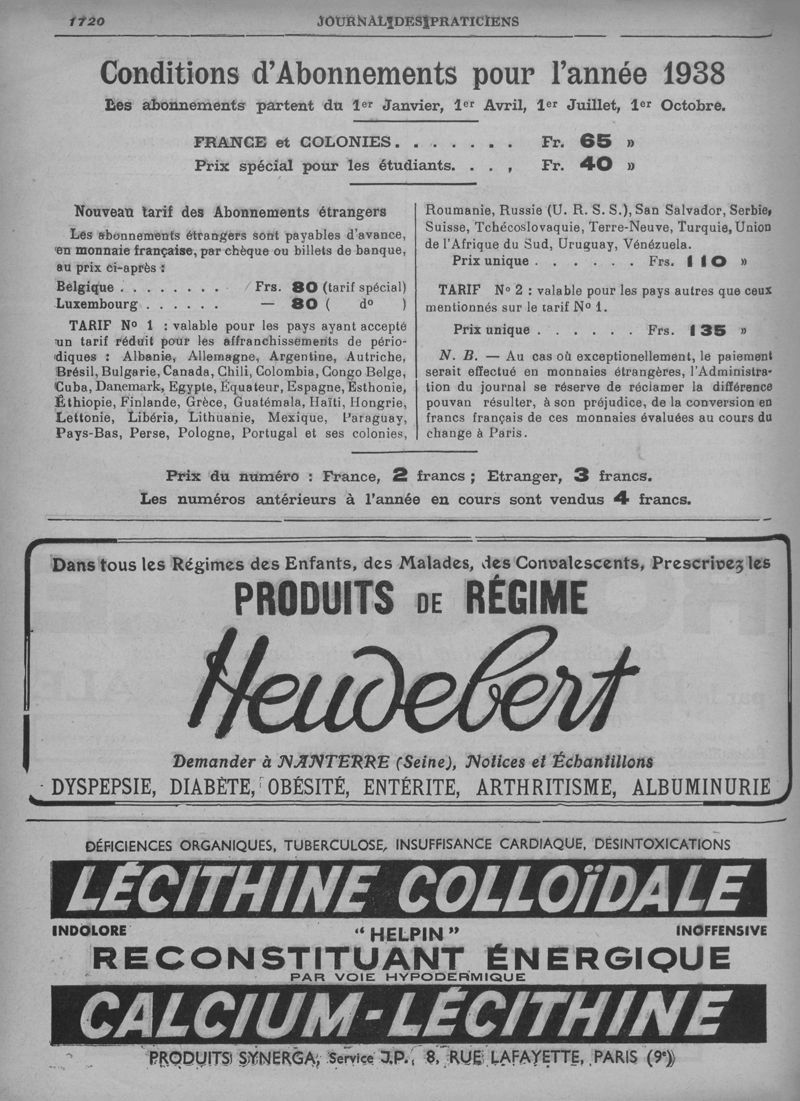 1720
JOURNAL DES PRATICIENS
Conditions d'Abonnements pour l'année 1938
Les abonnements partent du 1er Janvier, 1er Avril, 1er Juillet, 1er Octobre.
FRANCE et COLONIES. . . . . . . Fr. 65 »
Prix spécial pour les étudiants. . . , Fr. 40 »
Nouveau tarif des Abonnements étrangers
Les abonnements étrangers sont payables d'avance,
en monnaie française, par chèque ou billets de banque,
au prix ci-après :
Belgique . . . . . . . . Frs. 80 (tarif spécial)
Luxembourg . . . . . . — 80 ( do )
TARIF No 1 : valable pour les pays ayant accepté
un tarif réduit pour les affranchissements de pério-
diques : Albanie, Allemagne, Argentine, Autriche,
Brésil, Bulgarie, Canada, Chili, Colombia, Congo Belge,
Cuba, Danemark, Egypte, Équateur, Espagne, Esthonie,
Éthiopie, Finlande, Grèce, Guatémala, Haïti, Hongrie,
Lettonie, Libéria, Lithuanie, Mexique, Paraguay,
Pays-Bas, Perse, Pologne, Portugal et ses colonies,
Roumanie, Russie (U. R. S. S.), San Salvador, Serbie,
Suisse, Tchécoslovaquie, Terre-Neuve, Turquie, Union
de l'Afrique du Sud, Uruguay, Vénézuela.
Prix unique . . . . . . Frs. 110 »
TARIF No 2 : valable pour les pays autres que ceux
mentionnés sur le tarif No 1.
Prix unique . . . . . . Frs. 135 »
N. B. — Au cas où exceptionellement, le paiement
serait effectué en monnaies étrangères, l'Administra-
tion du journal se réserve de réclamer la différence
pouvan résulter, à son préjudice, de la conversion en
francs français de ces monnaies évaluées au cours du
change à Paris.
Prix du numéro : France, 2 francs ; Etranger, 3 francs.
Les numéros antérieurs à l'année en cours sont vendus 4 francs.
Dans tous les Régimes des Enfants, des Malades, des Convalescents, Prescrivez les
PRODUITS DE RÉGIME
Heudebert
Demander à NANTERRE (Seine), Notices et Échantillons
DYSPEPSIE, DIABÈTE, OBÉSITÉ, ENTÉRITE, ARTHRITISME, ALBUMINURIE
DÉFICIENCES ORGANIQUES, TUBERCULOSE, INSUFFISANCE CARDIAQUE, DESINTOXICATIONS
LÉCITHINE COLLOÏDALE
INDOLORE "HELPIN" INOFFENSIVE
RECONSTITUANT ÉNERGIQUE
PAR VOIE HYPODERMIQUE
CALCIUM-LÉCITHINE
PRODUITS SYNERGA, Service J.P., 8, RUE LAFAYETTE, PARIS (9e)